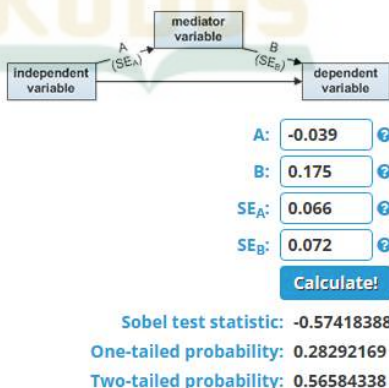 mediator
variable
A
(SEA)
B
(SEB)
independent
variable
dependent
variable
A: -0.039 ?
B: 0.175 ?
SEA: 0.066 ?
SEB: 0.072 ?
Calculate!
Sobel test statistic: -0.57418388
One-tailed probability: 0.28292169
Two-tailed probability: 0.56584338